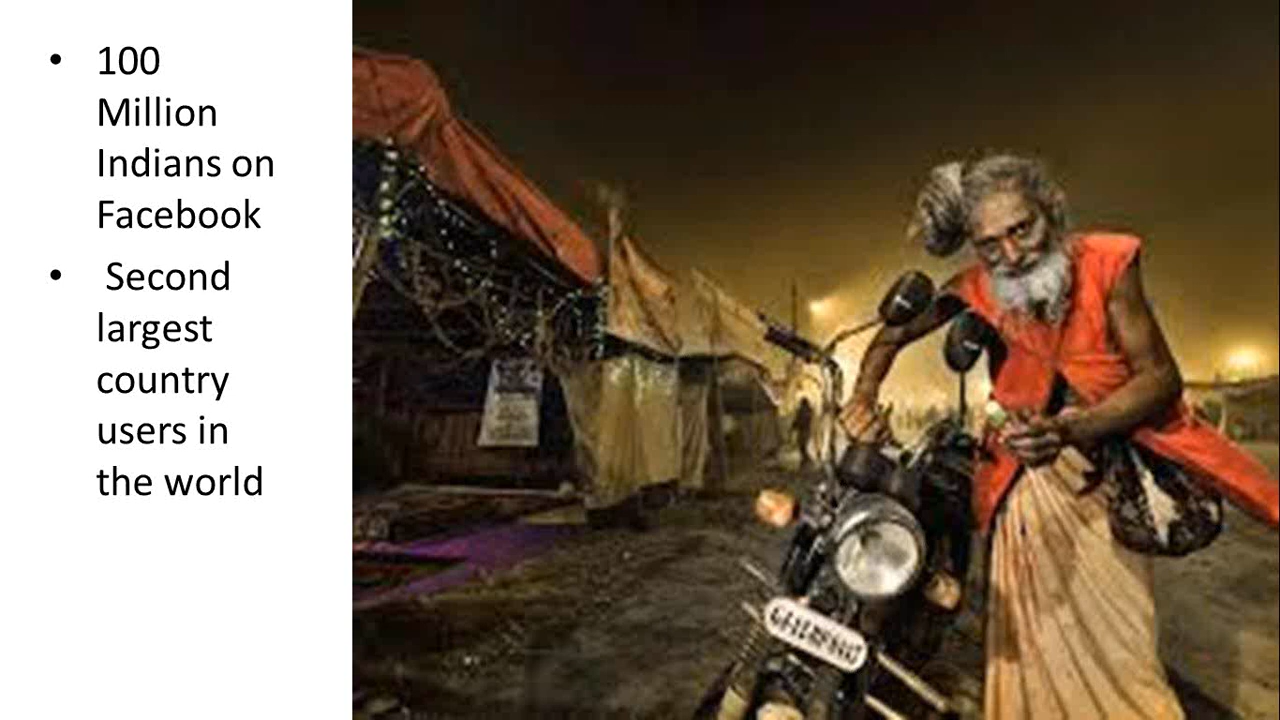 • 100
Million
Indians on
Facebook
• Second
largest
country
users in
the world